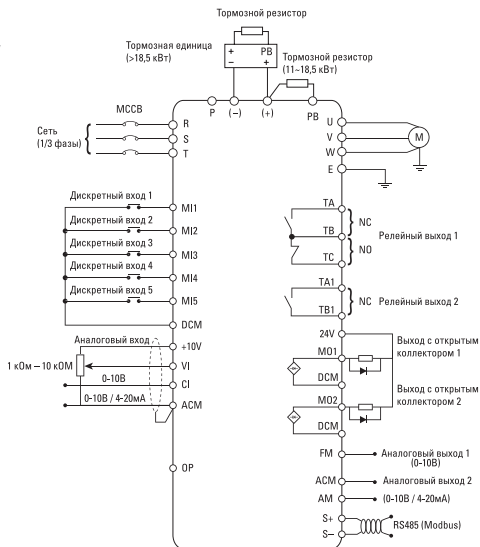 Тормозной резистор
Тормозная единица
(>18,5 кВт)
+ PB
– +
Тормозной резистор
(11~18,5 кВт)
P (–) (+) PB
MCCB
Сеть
(1/3 фазы)
R
S
T
U
V
W
M
E
Дискретный вход 1
MI1
Дискретный вход 2
MI2
Дискретный вход 3
MI3
Дискретный вход 4
MI4
Дискретный вход 5
MI5
DCM
Аналоговый вход
+10V
1 кОм – 10 кОМ
VI
0-10В
CI
0-10В / 4-20мА
ACM
OP
TA
NC
TB
Релейный выход 1
NO
TC
TA1
NC Релейный выход 2
TB1
24V
Выход с открытым
коллектором 1
MO1
DCM
Выход с открытым
коллектором 2
MO2
DCM
FM
Аналоговый выход 1
(0-10В)
ACM
Аналоговый выход 2
AM
(0-10В / 4-20мА)
S+
RS485 (Modbus)
S–